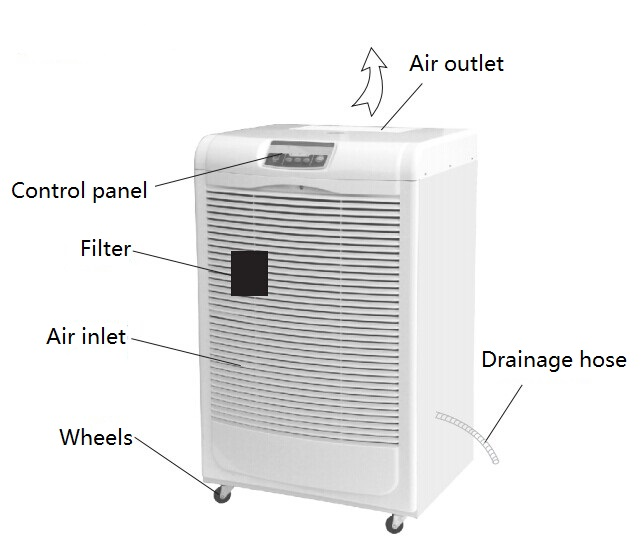 Air outlet
Control panel
Filter
Air inlet
Drainage hose
Wheels